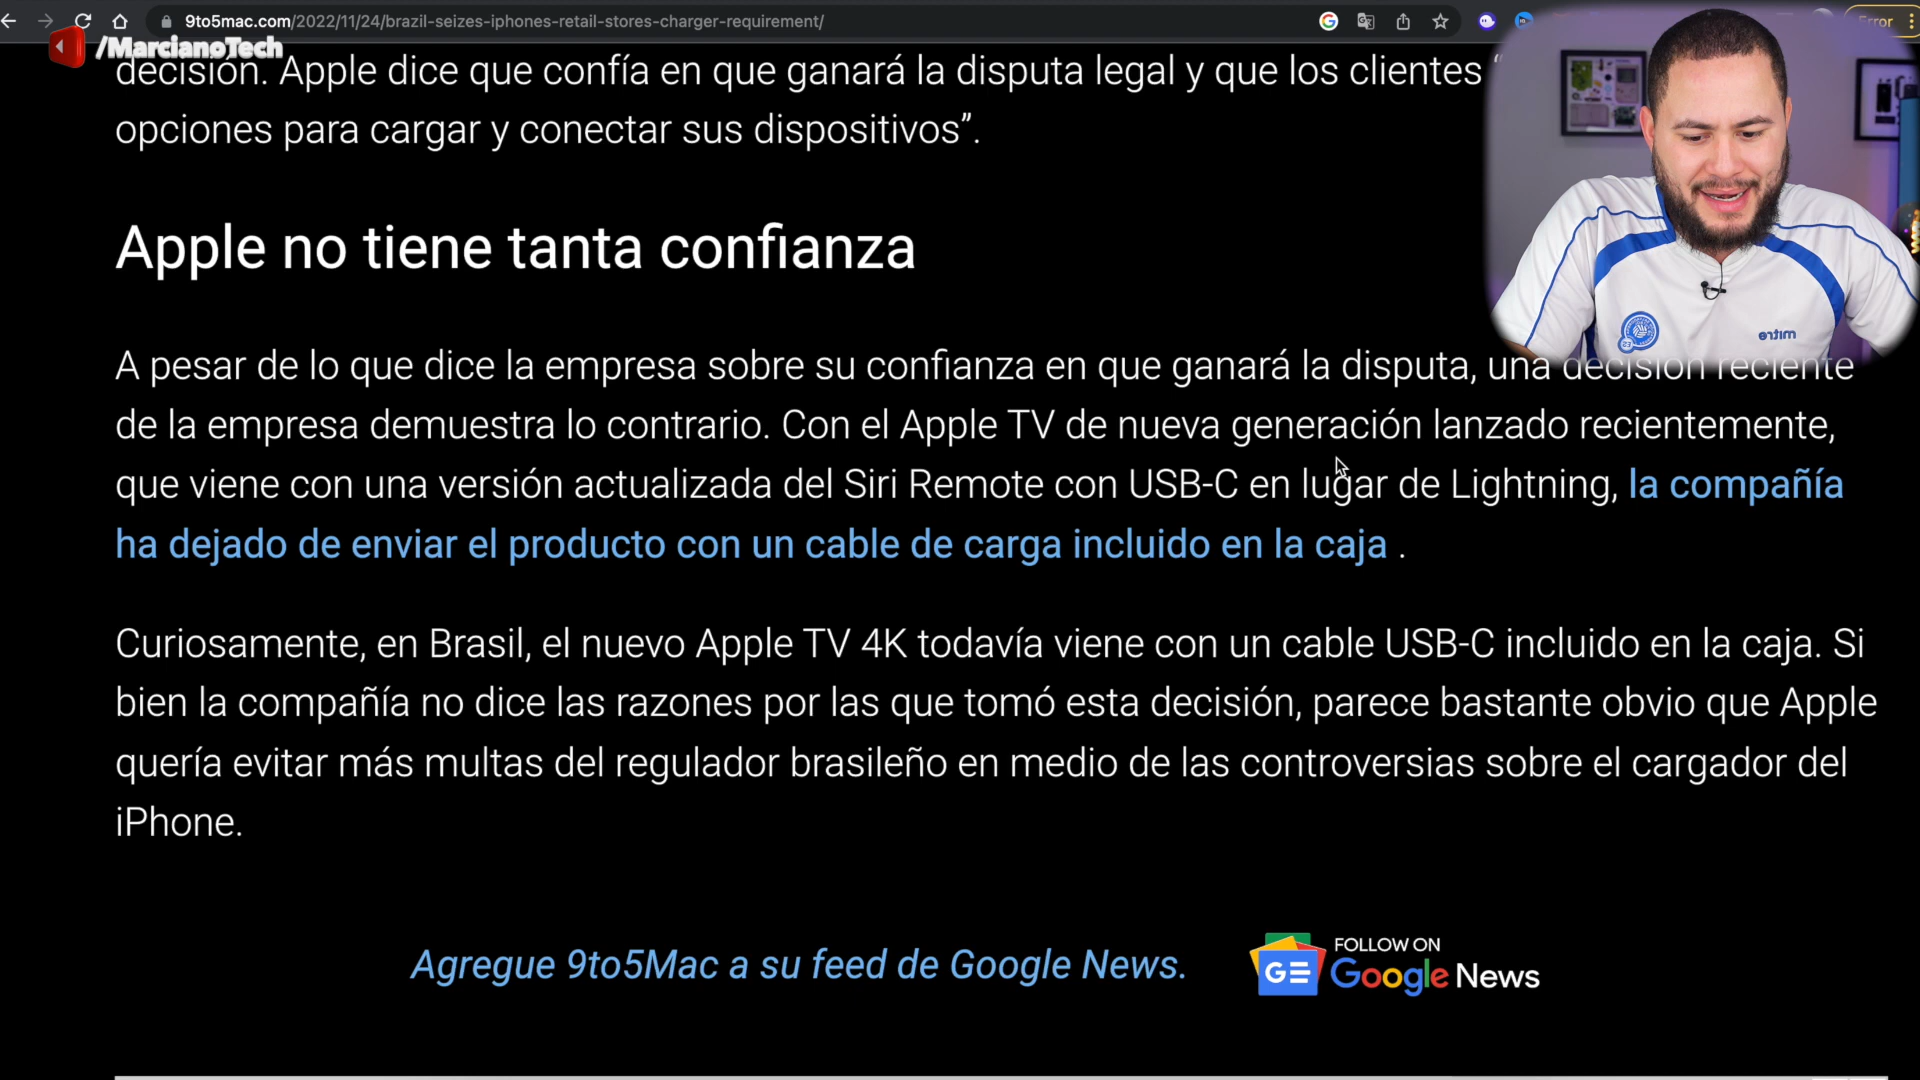 9to5mac.com/2022/11/24/brazil-seizes-iphones-retail-stores-charger-requirement/
Error
/MarcianoTech
decisión. Apple dice que confía en que ganará la disputa legal y que los clientes “
opciones para cargar y conectar sus dispositivos”.
Apple no tiene tanta confianza
A pesar de lo que dice la empresa sobre su confianza en que ganará la disputa, una decisión reciente
de la empresa demuestra lo contrario. Con el Apple TV de nueva generación lanzado recientemente,
que viene con una versión actualizada del Siri Remote con USB-C en lugar de Lightning, la compañía
ha dejado de enviar el producto con un cable de carga incluido en la caja .
Curiosamente, en Brasil, el nuevo Apple TV 4K todavía viene con un cable USB-C incluido en la caja. Si
bien la compañía no dice las razones por las que tomó esta decisión, parece bastante obvio que Apple
quería evitar más multas del regulador brasileño en medio de las controversias sobre el cargador del
iPhone.
Agregue 9to5Mac a su feed de Google News.
FOLLOW ON
Google News
mitre